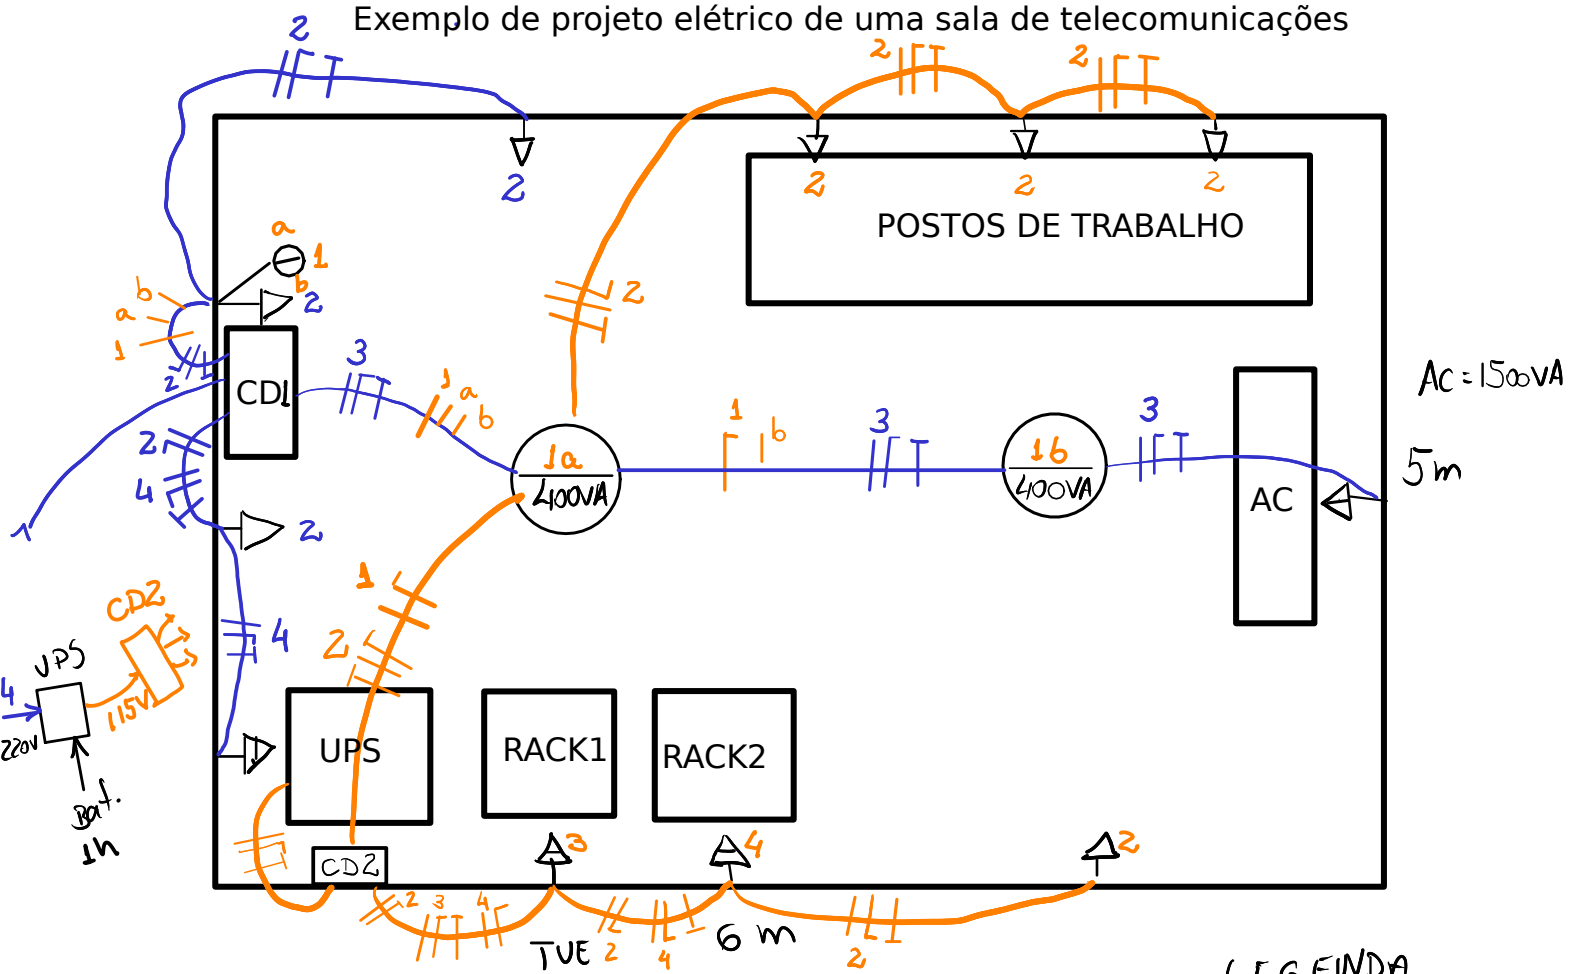 Exemplo de projeto elétrico de uma sala de telecomunicações
2
2
2
2
2
2
2
POSTOS DE TRABALHO
a
1
b
2
2
b
a
1
2
CD1
3
1
a
b
1a
400VA
1
b
3
1b
400VA
3
AC
AC=1500VA
5m
2
4
2
4
1
2
CD2
UPS
4
115V
220V
Bat.
1h
UPS
RACK1
RACK2
CD2
3
4
2
2
3
4
TUE
2
4
6 m
2
LEGEINDA